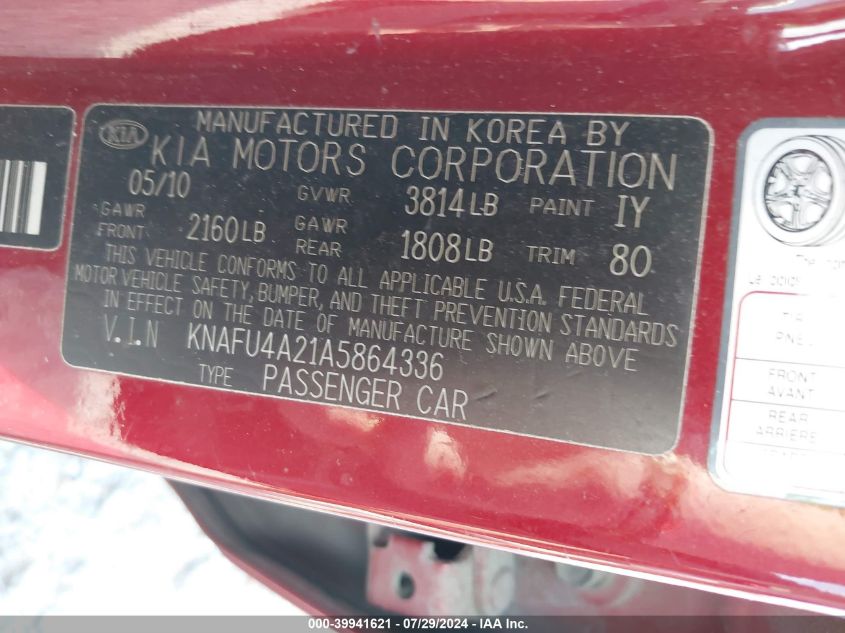 KIA
MANUFACTURED IN KOREA BY
KIA MOTORS CORPORATION
05/10 GVWR 3814LB PAINT IY
GAWR FRONT 2160LB GAWR REAR 1808LB TRIM 80
THIS VEHICLE CONFORMS TO ALL APPLICABLE U.S.A. FEDERAL
MOTOR VEHICLE SAFETY, BUMPER, AND THEFT PREVENTION STANDARDS
IN EFFECT ON THE DATE OF MANUFACTURE SHOWN ABOVE
V.I.N KNAFU4A21A5864336
TYPE PASSENGER CAR
The
FRONT
AVANT
REAR
ARRIERE
000-39941621 - 07/29/2024 - IAA Inc.